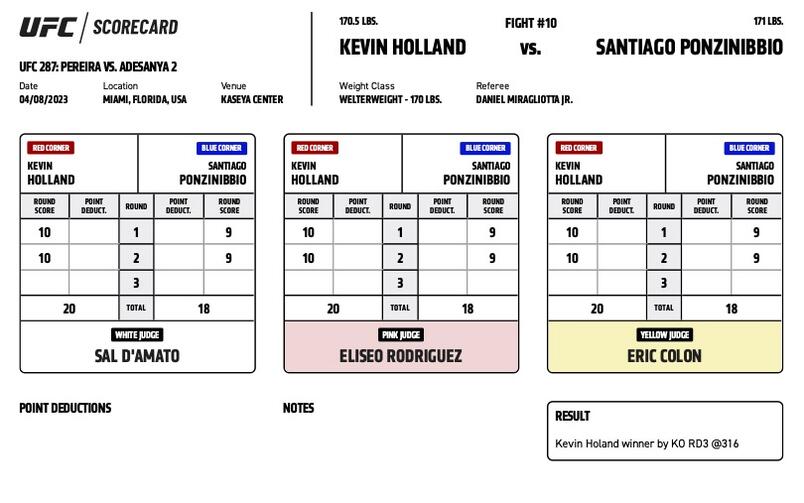 UFC / SCORECARD
UFC 287: PEREIRA VS. ADESANYA 2
Date Location Venue
04/08/2023 MIAMI, FLORIDA, USA KASEYA CENTER
170.5 LBS. FIGHT #10 171 LBS.
KEVIN HOLLAND vs. SANTIAGO PONZINIBBIO
Weight Class Referee
WELTERWEIGHT - 170 LBS. DANIEL MIRAGLIOTTA JR.
RED CORNER BLUE CORNER
KEVIN SANTIAGO
HOLLAND PONZINIBBIO
ROUND SCORE POINT DEDUCT. ROUND POINT DEDUCT. ROUND SCORE
10 1 9
10 2 9
3
20 TOTAL 18
WHITE JUDGE
SAL D'AMATO
RED CORNER BLUE CORNER
KEVIN SANTIAGO
HOLLAND PONZINIBBIO
ROUND SCORE POINT DEDUCT. ROUND POINT DEDUCT. ROUND SCORE
10 1 9
10 2 9
3
20 TOTAL 18
PINK JUDGE
ELISEO RODRIGUEZ
RED CORNER BLUE CORNER
KEVIN SANTIAGO
HOLLAND PONZINIBBIO
ROUND SCORE POINT DEDUCT. ROUND POINT DEDUCT. ROUND SCORE
10 1 9
10 2 9
3
20 TOTAL 18
YELLOW JUDGE
ERIC COLON
POINT DEDUCTIONS
NOTES
RESULT
Kevin Holand winner by KO RD3 @316